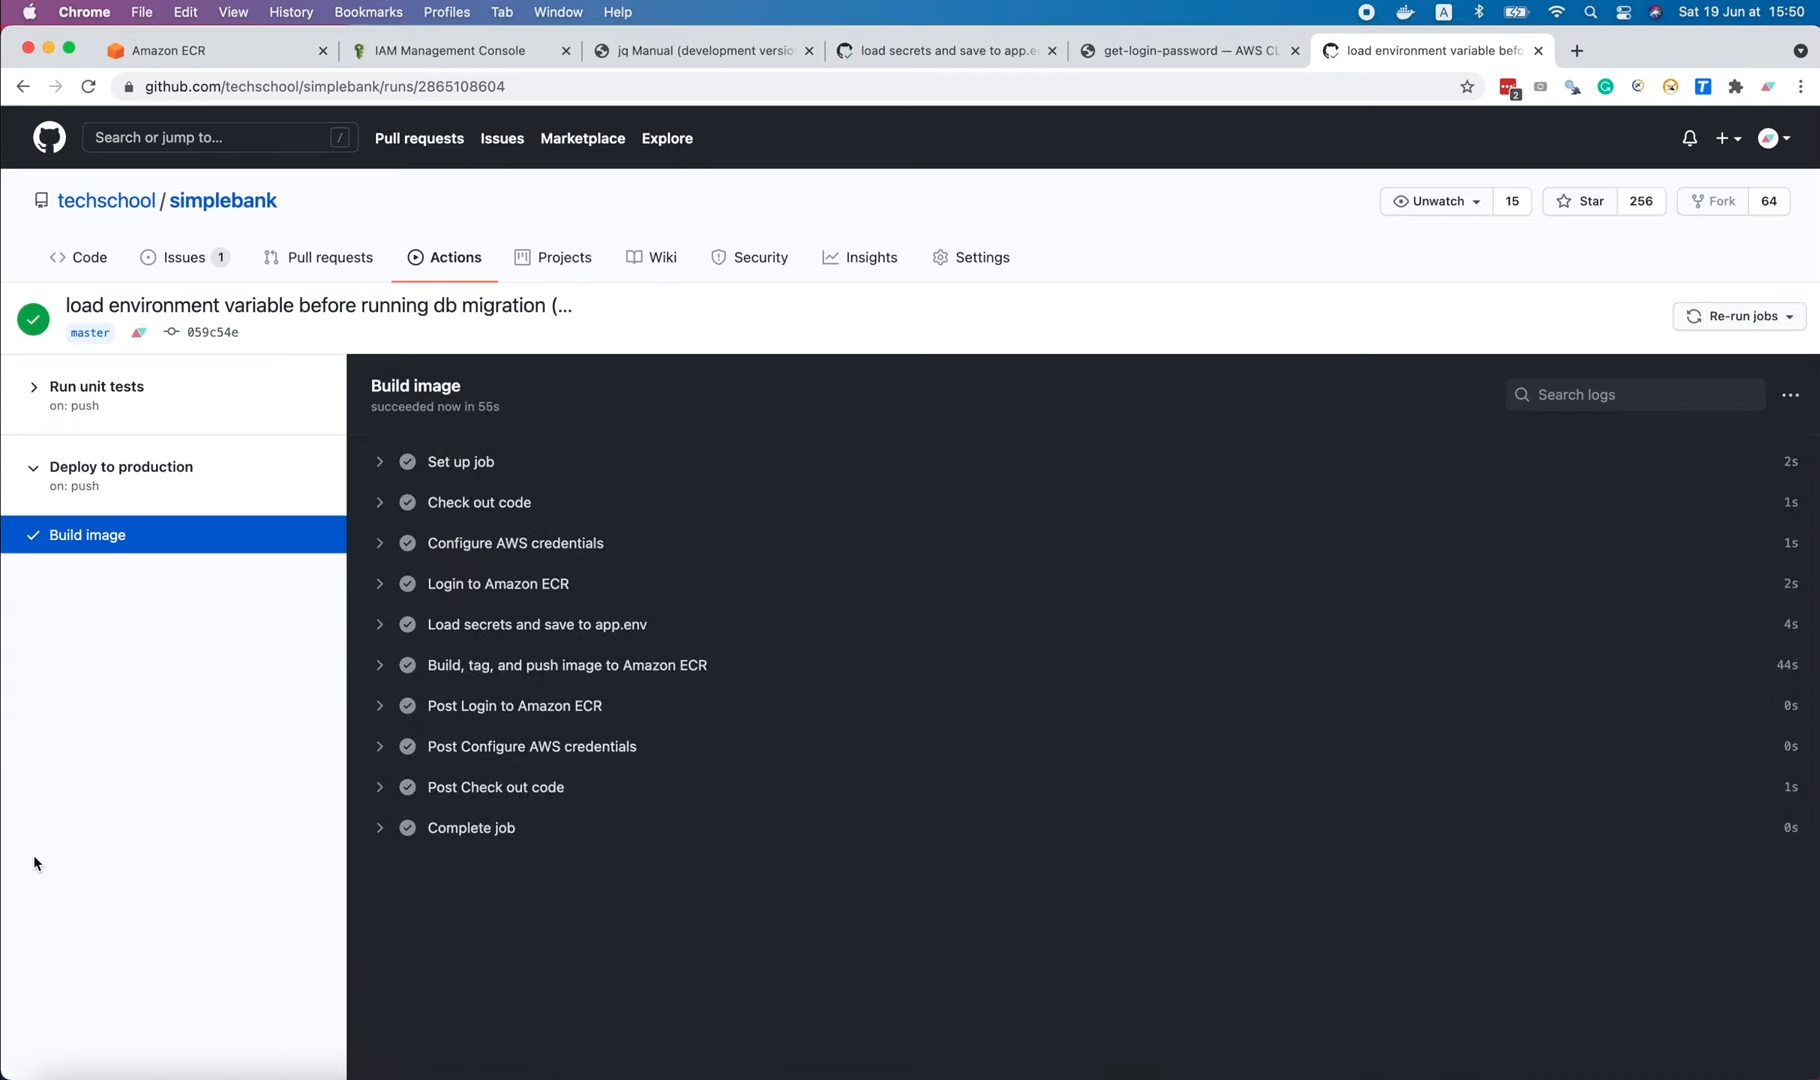 Chrome File Edit View History Bookmarks Profiles Tab Window Help A Sat 19 Jun at 15:50
Amazon ECR IAM Management Console jq Manual (development versio load secrets and save to app.e get-login-password — AWS CL load environment variable befo
github.com/techschool/simplebank/runs/2865108604 2 T
Search or jump to... / Pull requests Issues Marketplace Explore
techschool / simplebank Unwatch 15 Star 256 Fork 64
Code Issues 1 Pull requests Actions Projects Wiki Security Insights Settings
load environment variable before running db migration (...
master 059c54e
Re-run jobs
Run unit tests
on: push
Deploy to production
on: push
Build image
Build image
succeeded now in 55s
Search logs
Set up job 2s
Check out code 1s
Configure AWS credentials 1s
Login to Amazon ECR 2s
Load secrets and save to app.env 4s
Build, tag, and push image to Amazon ECR 44s
Post Login to Amazon ECR 0s
Post Configure AWS credentials 0s
Post Check out code 1s
Complete job 0s